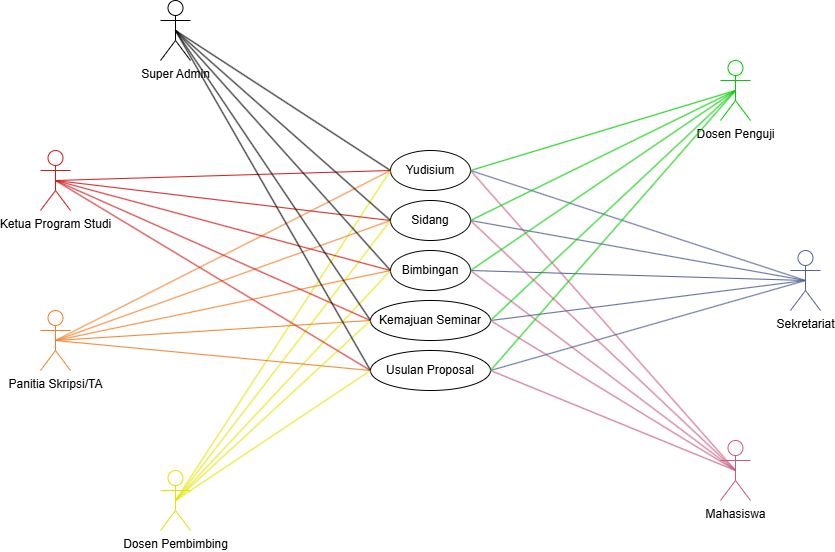 Super Admin
Dosen Penguji
Yudisium
Ketua Program Studi
Sidang
Bimbingan
Kemajuan Seminar
Sekretariat
Usulan Proposal
Panitia Skripsi/TA
Mahasiswa
Dosen Pembimbing